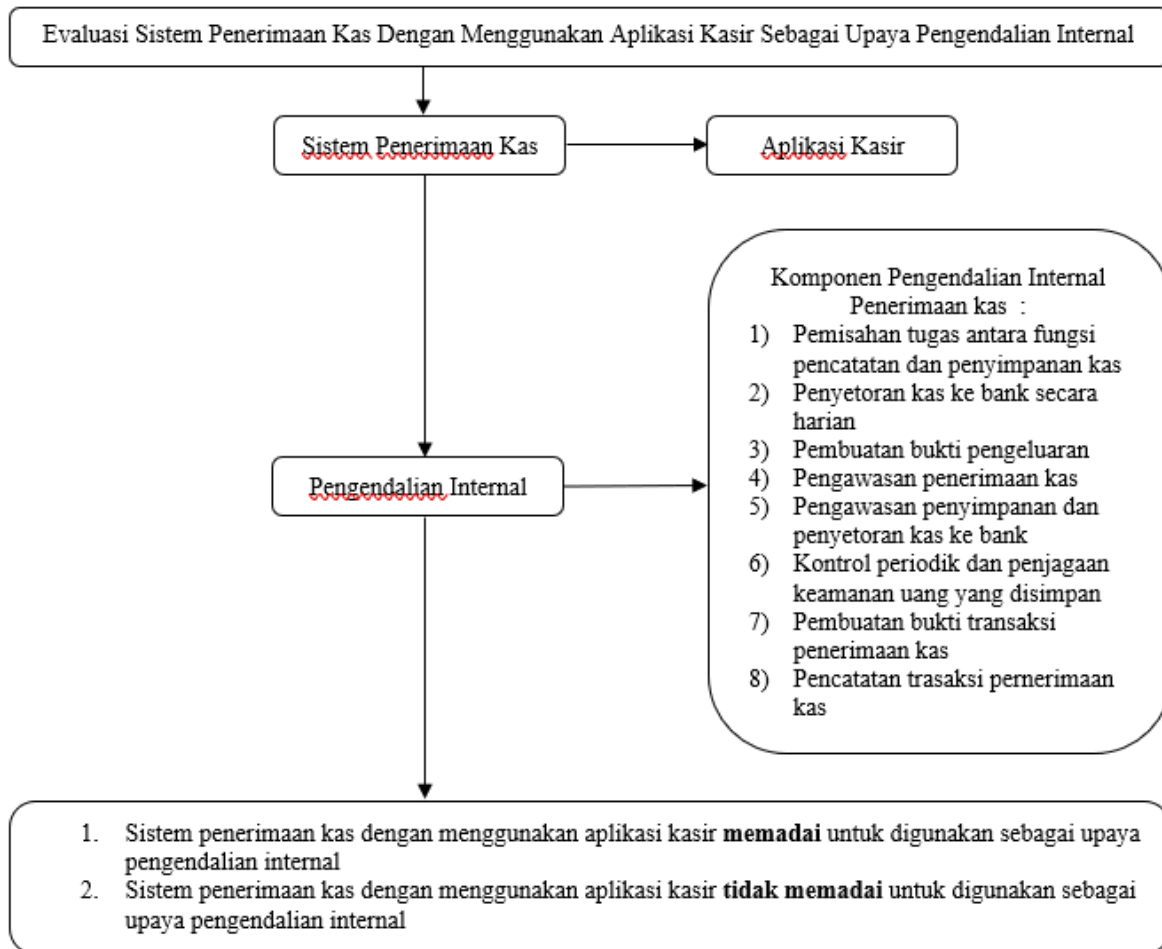 Evaluasi Sistem Penerimaan Kas Dengan Menggunakan Aplikasi Kasir Sebagai Upaya Pengendalian Internal
Sistem Penerimaan Kas
Aplikasi Kasir
Komponen Pengendalian Internal
Penerimaan kas :
1) Pemisahan tugas antara fungsi
pencatatan dan penyimpanan kas
2) Penyetoran kas ke bank secara
harian
3) Pembuatan bukti pengeluaran
4) Pengawasan penerimaan kas
5) Pengawasan penyimpanan dan
penyetoran kas ke bank
6) Kontrol periodik dan penjagaan
keamanan uang yang disimpan
7) Pembuatan bukti transaksi
penerimaan kas
8) Pencatatan trasaksi pernerimaan
kas
Pengendalian Internal
1. Sistem penerimaan kas dengan menggunakan aplikasi kasir memadai untuk digunakan sebagai upaya
pengendalian internal
2. Sistem penerimaan kas dengan menggunakan aplikasi kasir tidak memadai untuk digunakan sebagai
upaya pengendalian internal